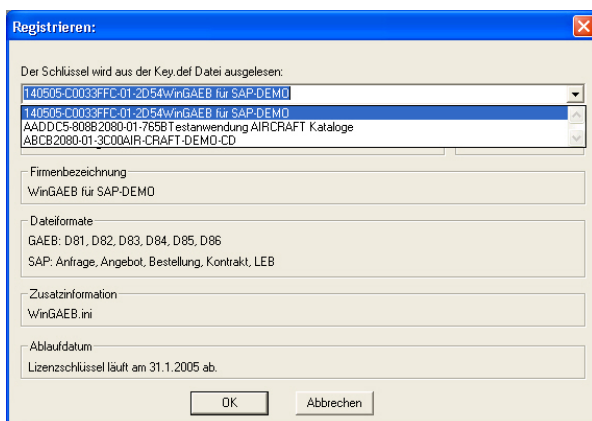 Registrieren:
Der Schlüssel wird aus der Key.def Datei ausgelesen:
140505-C0033FFC-01-2D54WinGAEB für SAP-DEMO
140505-C0033FFC-01-2D54WinGAEB für SAP-DEMO
AADDC5-808B2080-01-765BTestanwendung AIRCRAFT Kataloge
ABCB2080-01-3C00AIR-CRAFT-DEMO-CD
Firmenbezeichnung
WinGAEB für SAP-DEMO
Dateiformate
GAEB: D81, D82, D83, D84, D85, D86
SAP: Anfrage, Angebot, Bestellung, Kontrakt, LEB
Zusatzinformation
WinGAEB.ini
Ablaufdatum
Lizenzschlüssel läuft am 31.1.2005 ab.
OK
Abbrechen